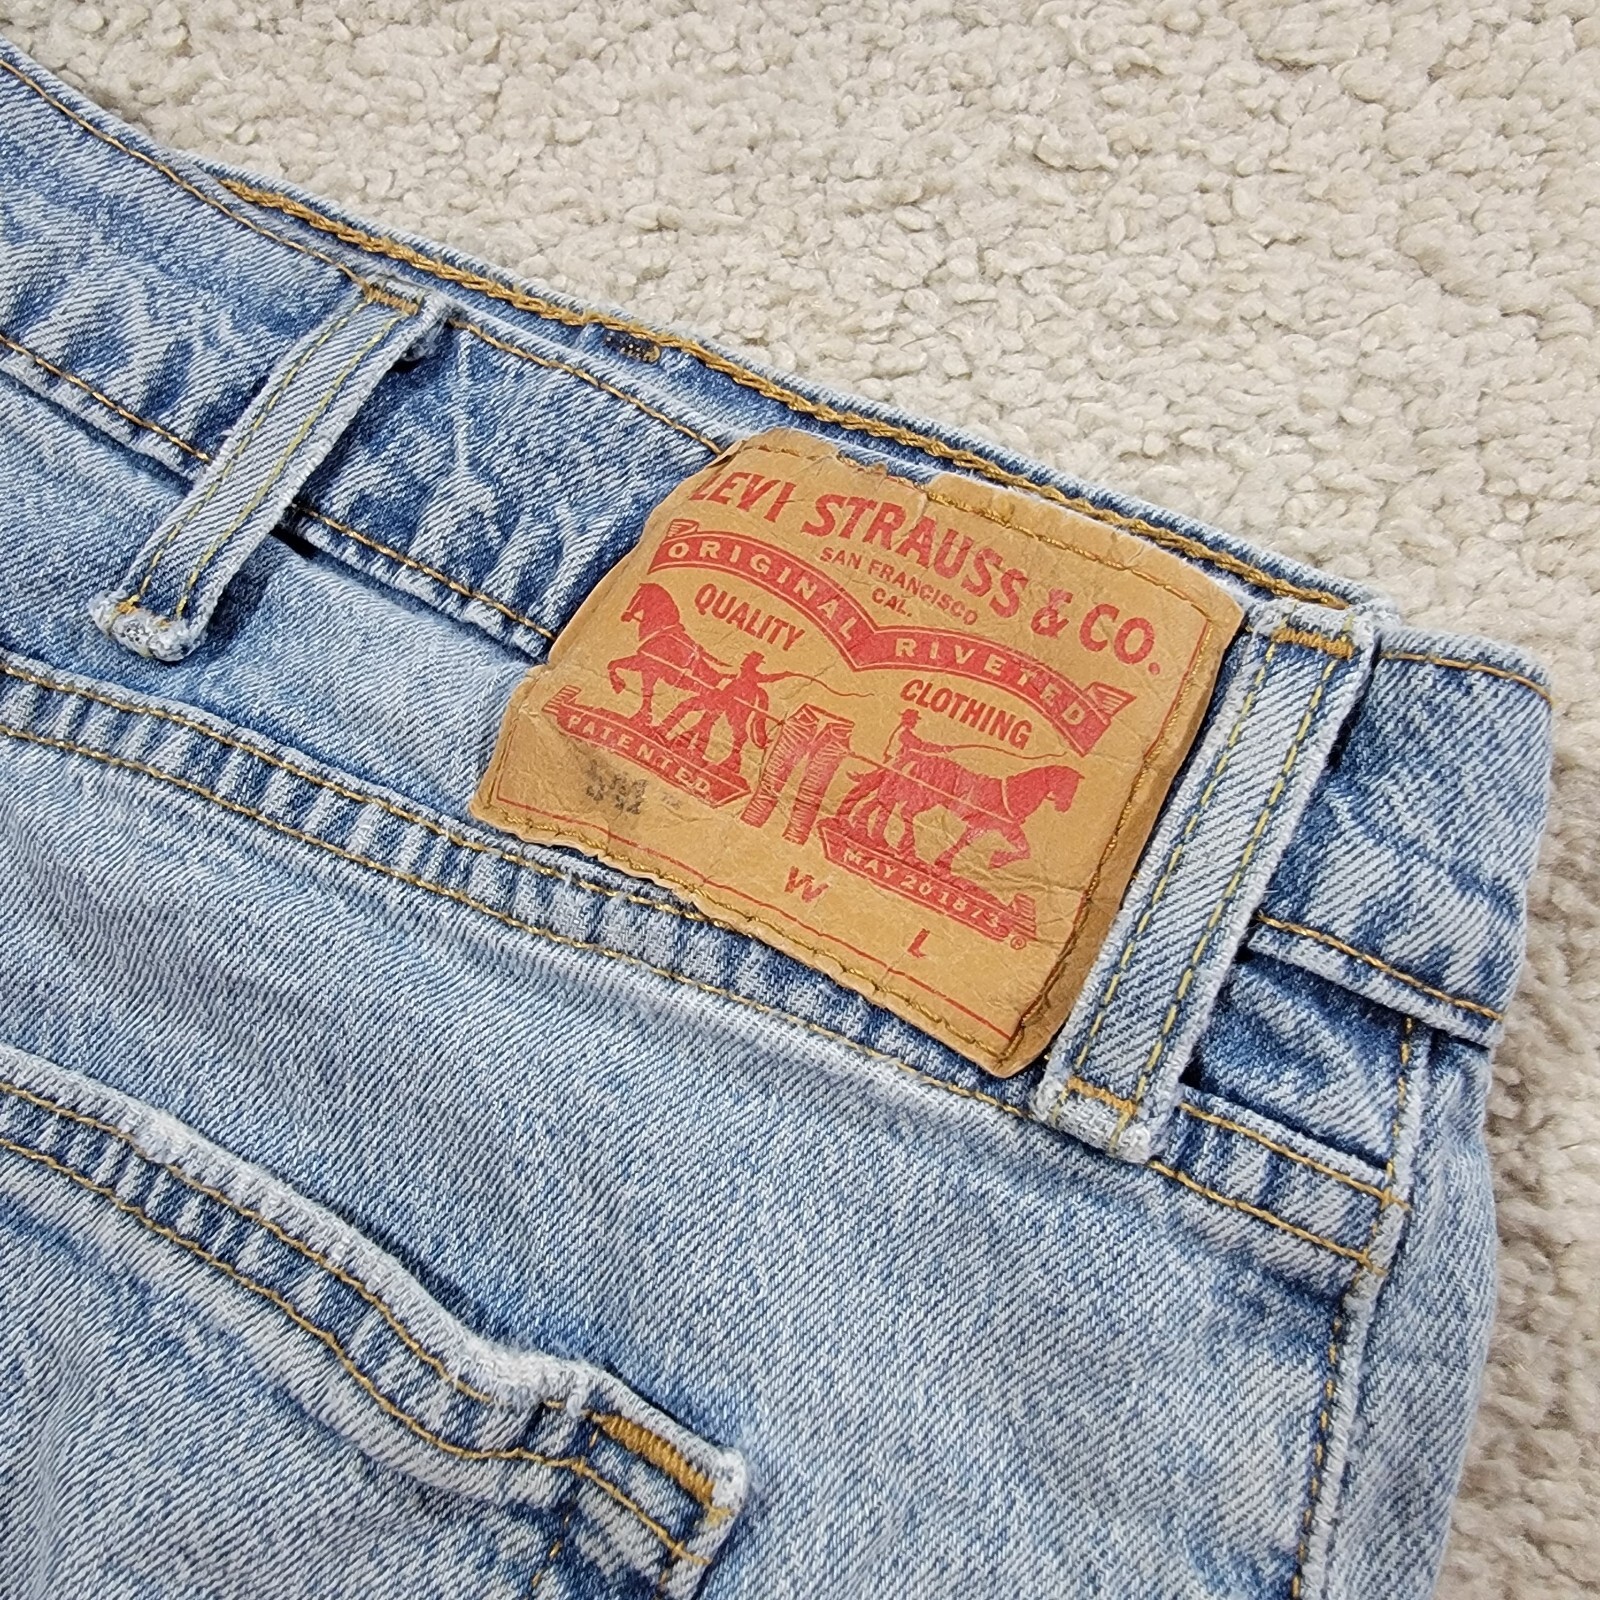 LEVI STRAUSS & CO.
SAN FRANCISCO
CAL.
ORIGINAL RIVETED
QUALITY CLOTHING
PATENTED
MAY 20 1873 ®
W L